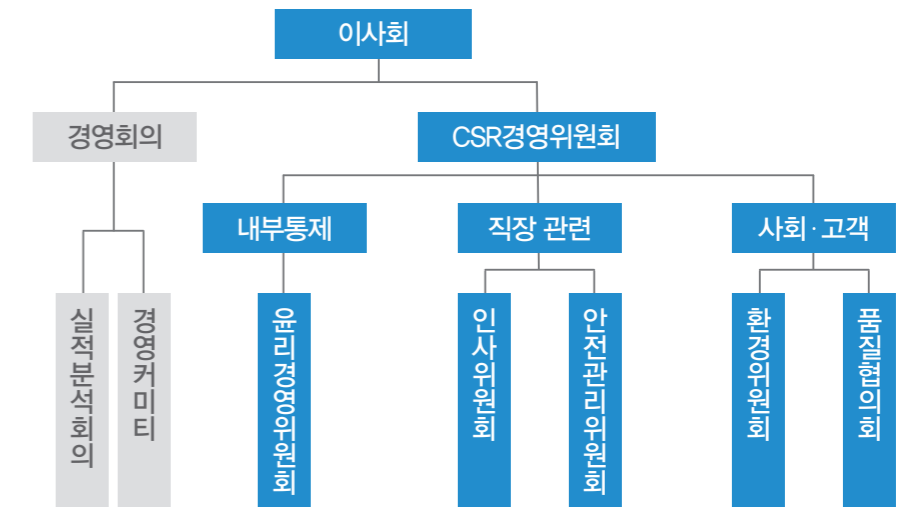 이사회
경영회의
CSR경영위원회
내부통제
직장 관련
사회·고객
실적분석회의
경영커미티
윤리경영위원회
인사위원회
안전관리위원회
환경위원회
품질협의회